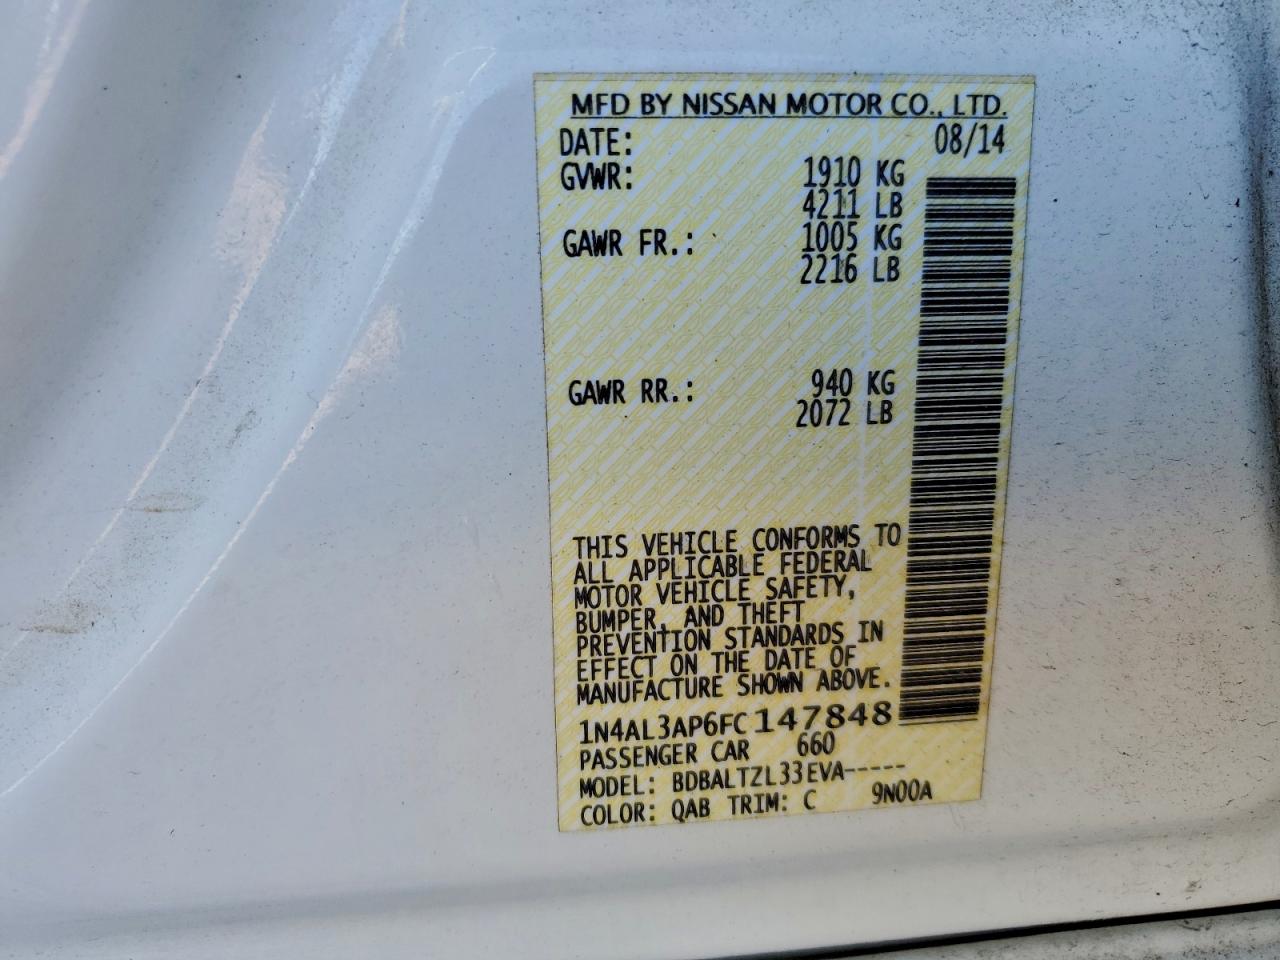 MFD BY NISSAN MOTOR CO., LTD.
DATE: 08/14
GVWR: 1910 KG
4211 LB
GAWR FR.: 1005 KG
2216 LB
GAWR RR.: 940 KG
2072 LB
THIS VEHICLE CONFORMS TO
ALL APPLICABLE FEDERAL
MOTOR VEHICLE SAFETY,
BUMPER, AND THEFT
PREVENTION STANDARDS IN
EFFECT ON THE DATE OF
MANUFACTURE SHOWN ABOVE.
1N4AL3AP6FC147848
PASSENGER CAR 660
MODEL: BDBALTZL33EVA-----
COLOR: QAB TRIM: C 9N00A